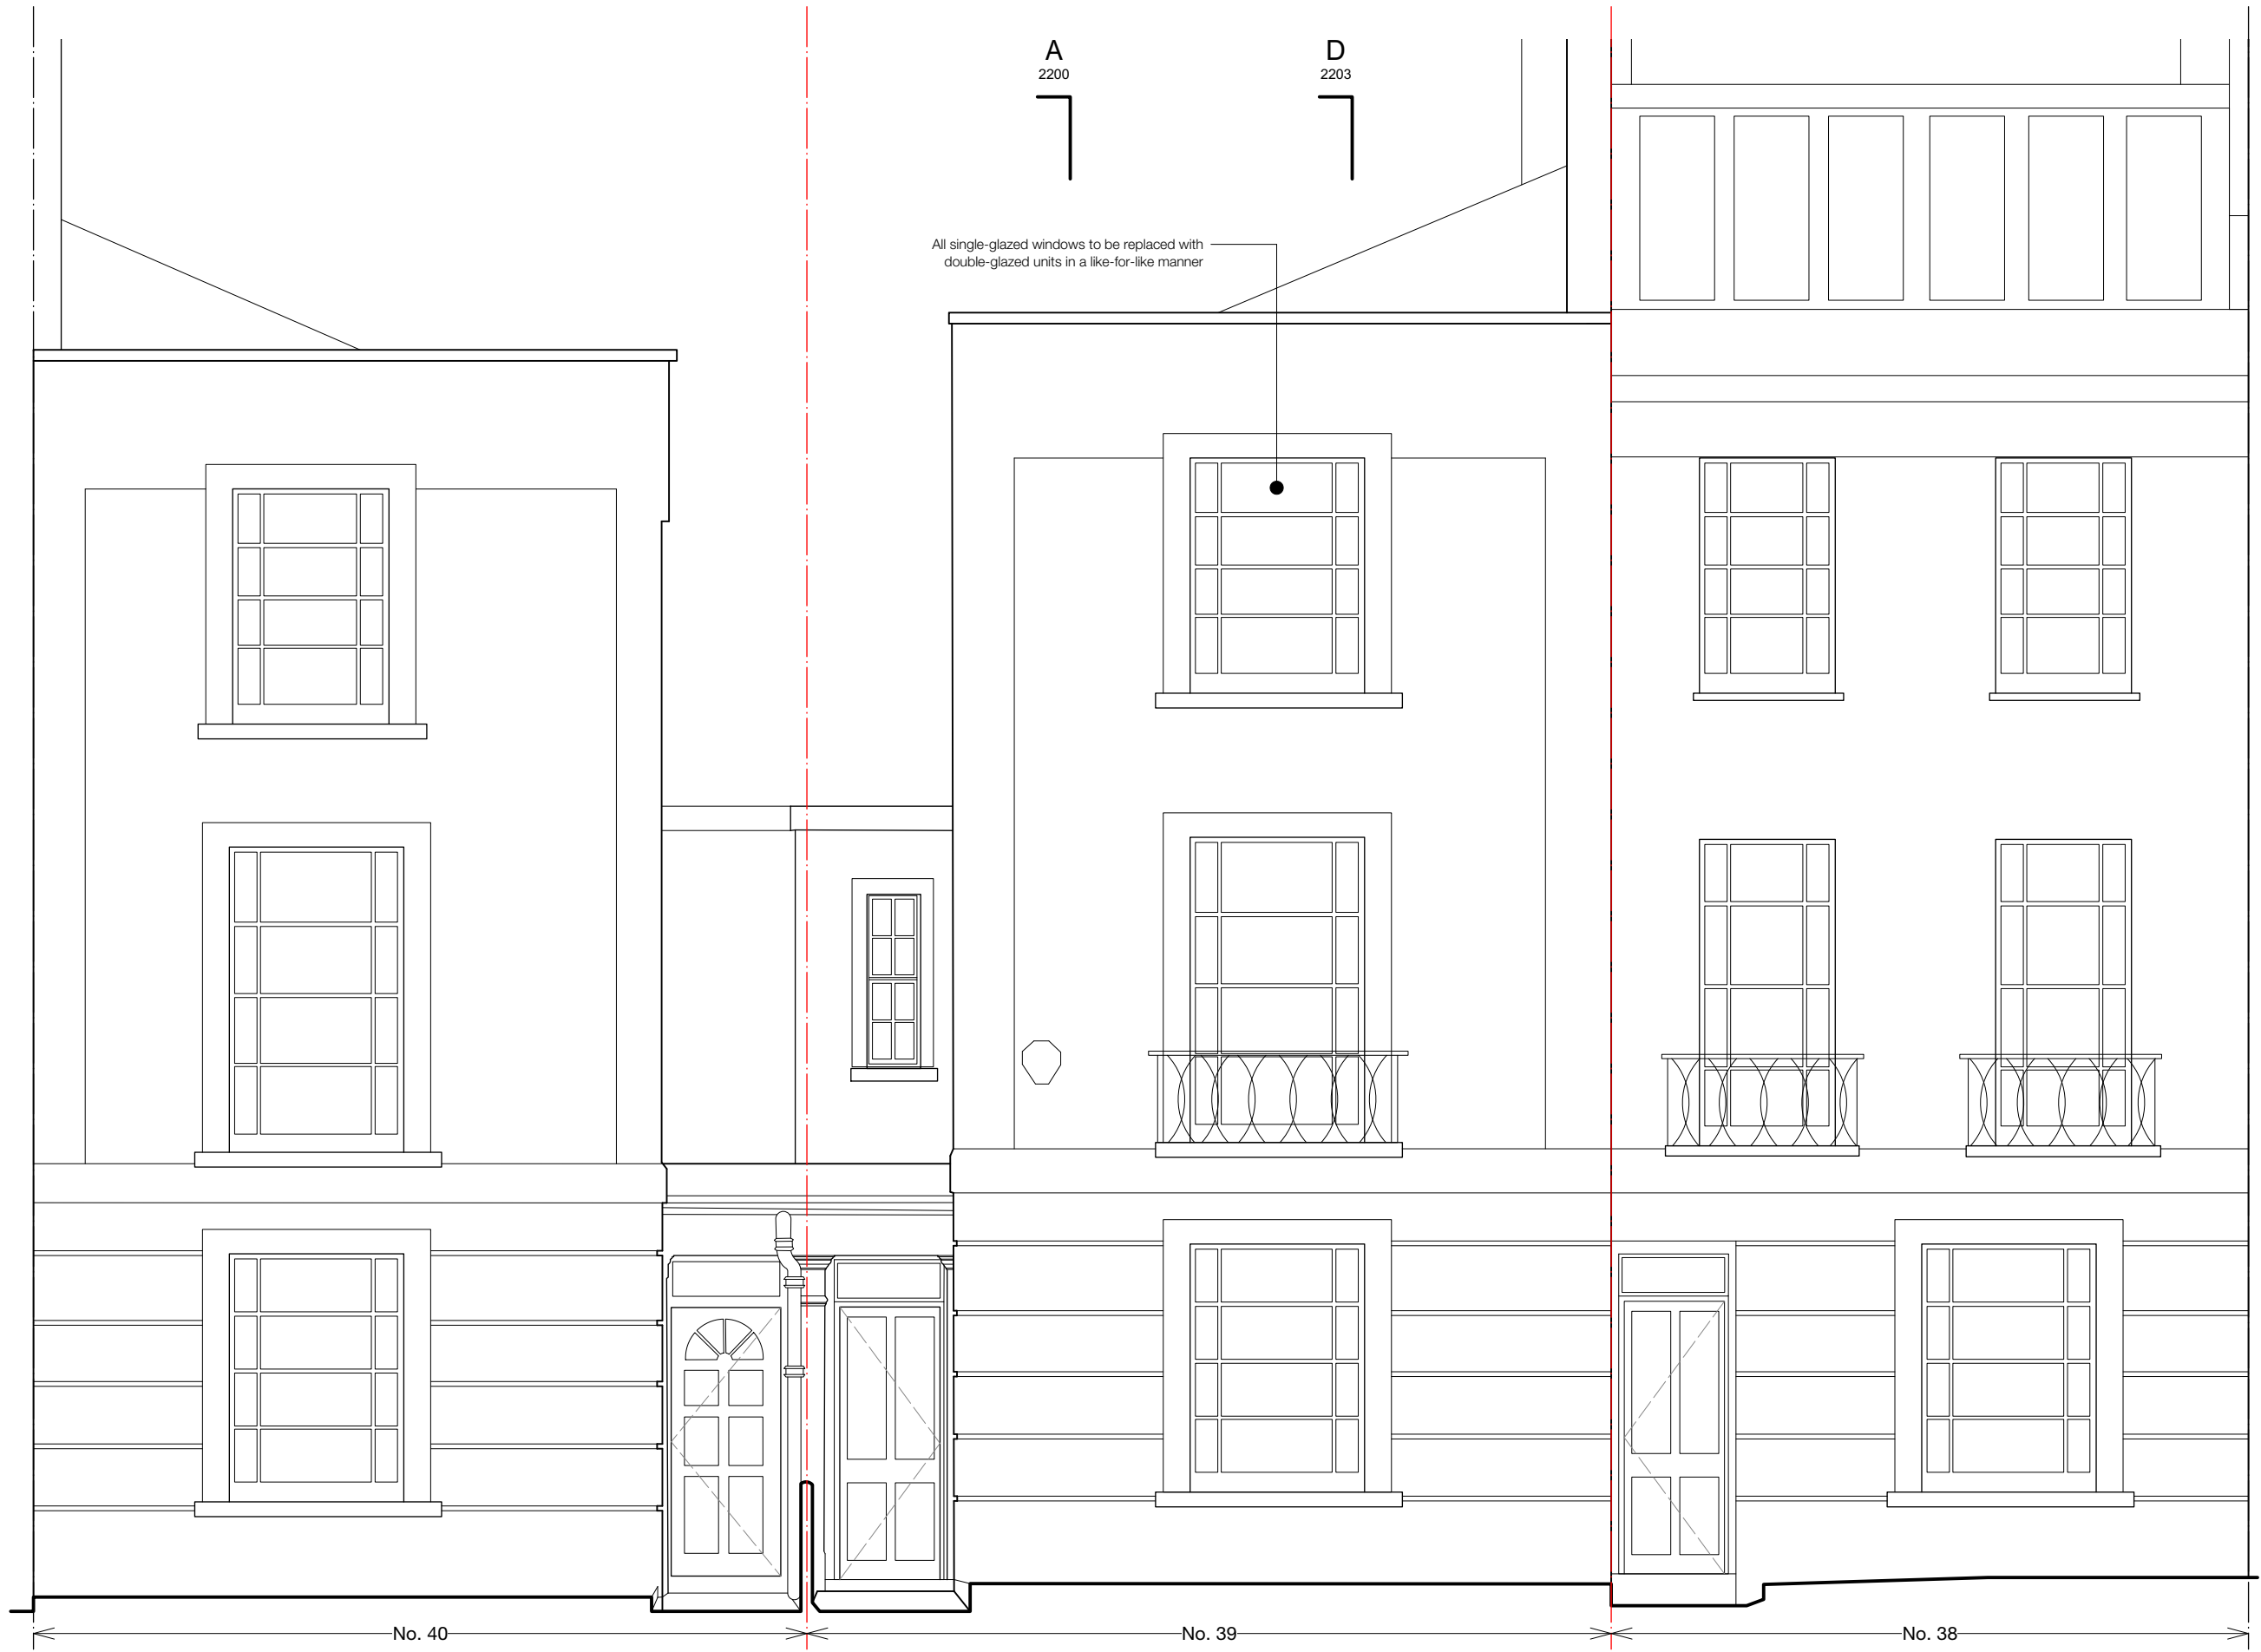 A
2200
D
2203
All single-glazed windows to be replaced with
double-glazed units in a like-for-like manner
No. 40
No. 39
No. 38